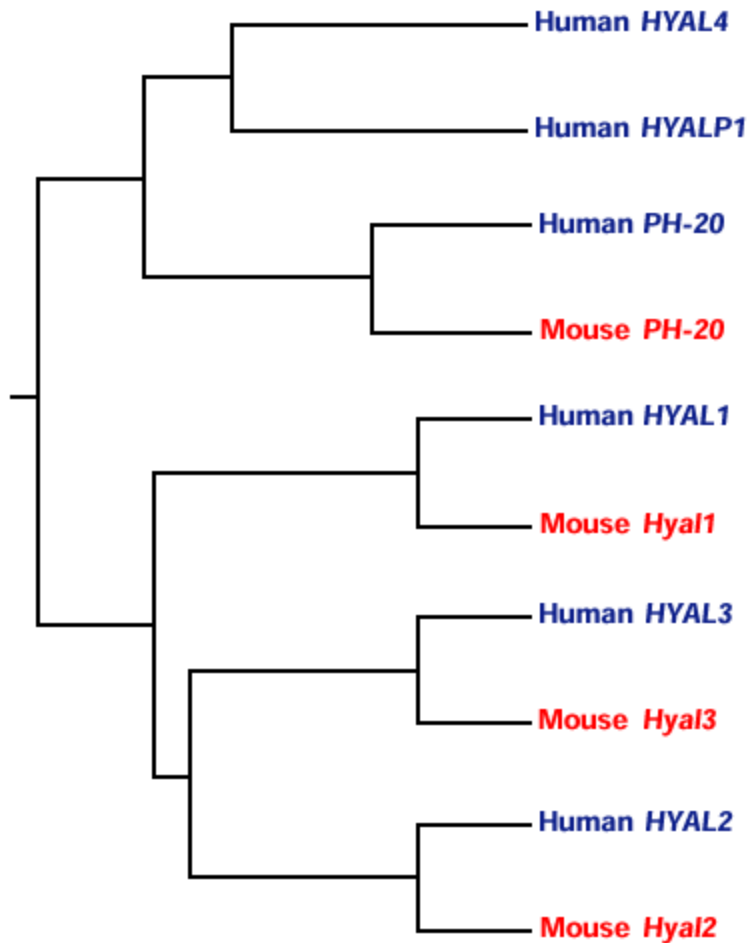 Human HYAL4
Human HYALP1
Human PH-20
Mouse PH-20
Human HYAL1
Mouse Hyal1
Human HYAL3
Mouse Hyal3
Human HYAL2
Mouse Hyal2